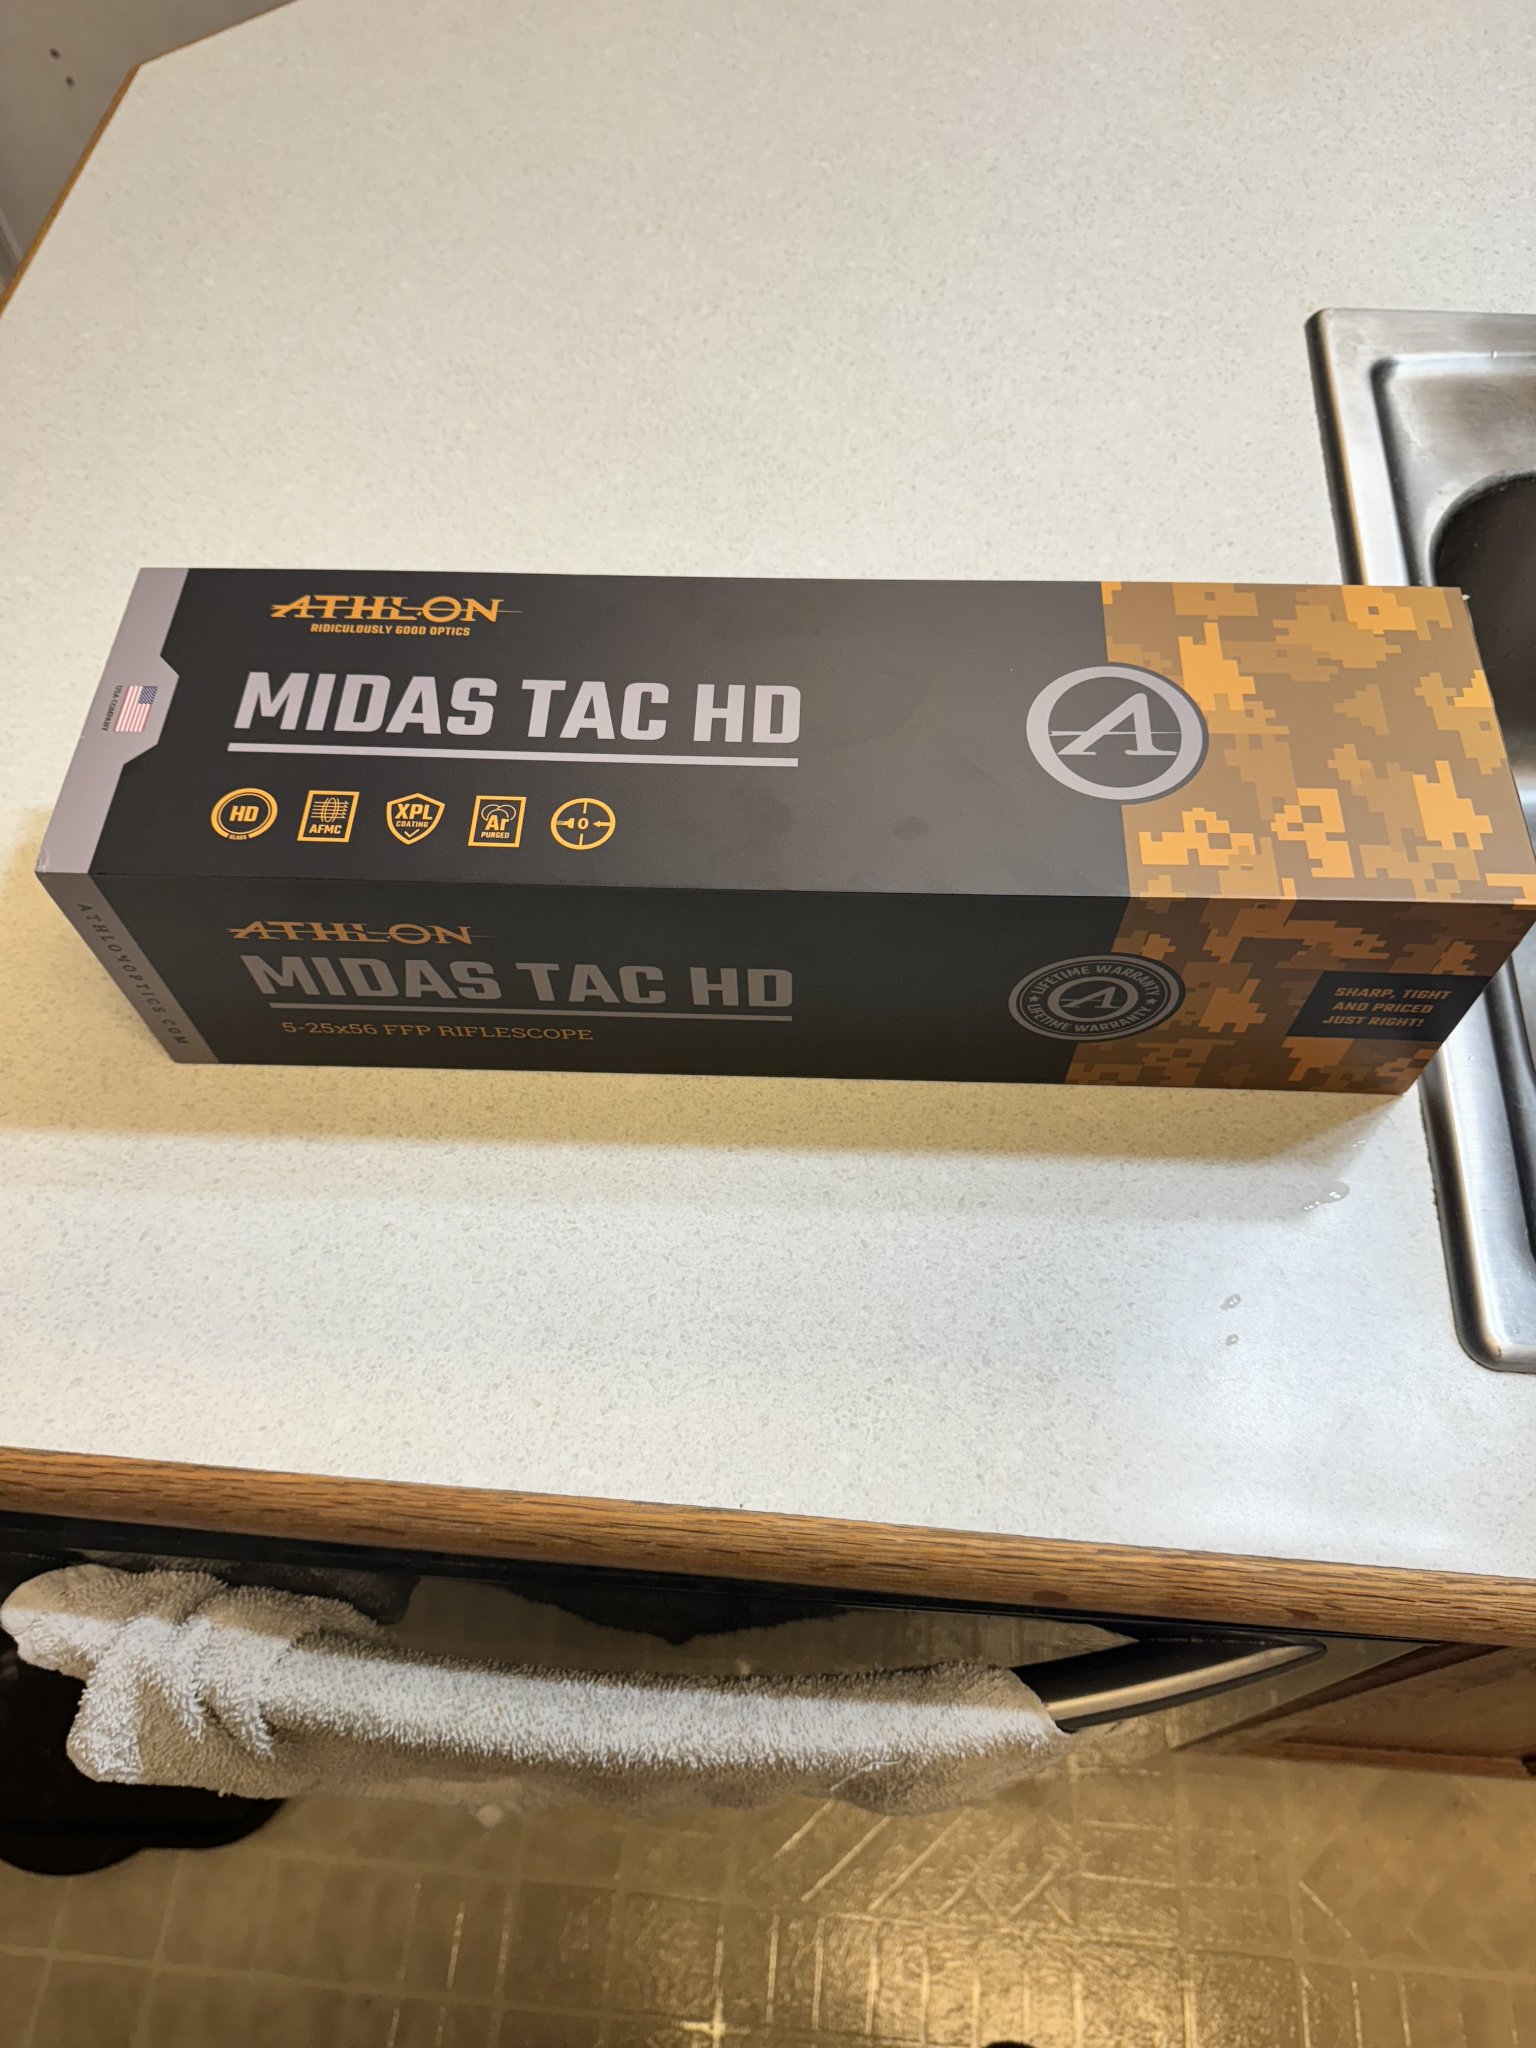 ATHLON
RIDICULOUSLY GOOD OPTICS
MIDAS TAC HD
USA COMPANY
HD
GLASS
AFMC
XPL
COATING
Ar
PURGED
0
A
ATHLONOPTICS.COM
ATHLON
MIDAS TAC HD
5-25x56 FFP RIFLESCOPE
LIFETIME WARRANTY
A
LIFETIME WARRANTY
SHARP, TIGHT
AND PRICED
JUST RIGHT!